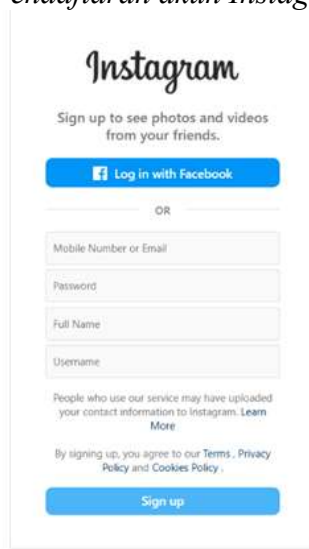 Instagram
Sign up to see photos and videos
from your friends.
Log in with Facebook
OR
Mobile Number or Email
Password
Full Name
Username
People who use our service may have uploaded
your contact information to Instagram. Learn
More
By signing up, you agree to our Terms , Privacy
Policy and Cookies Policy .
Sign up